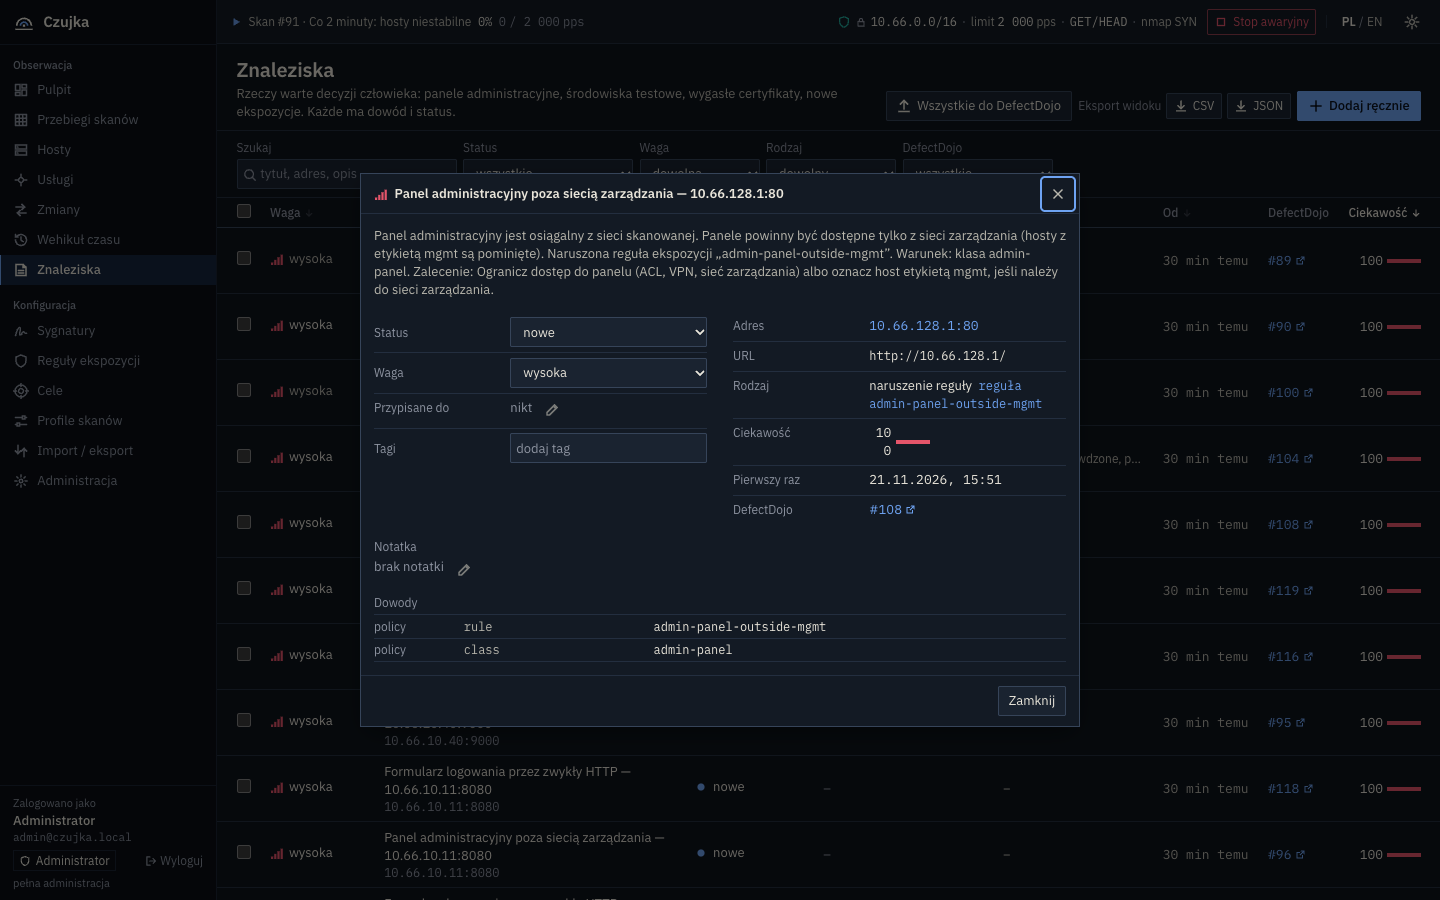 Czujka
Skan #91 · Co 2 minuty: hosty niestabilne 0% 0 / 2 000 pps
10.66.0.0/16 · limit 2 000 pps · GET/HEAD · nmap SYN
Stop awaryjny
PL / EN
Obserwacja
Pulpit
Przebiegi skanów
Hosty
Usługi
Zmiany
Wehikuł czasu
Znaleziska
Konfiguracja
Sygnatury
Reguły ekspozycji
Cele
Profile skanów
Import / eksport
Administracja
Zalogowano jako
Administrator
admin@czujka.local
Administrator
Wyloguj
pełna administracja
Znaleziska
Rzeczy warte decyzji człowieka: panele administracyjne, środowiska testowe, wygasłe certyfikaty, nowe
ekspozycje. Każde ma dowód i status.
Wszystkie do DefectDojo
Eksport widoku
CSV
JSON
Dodaj ręcznie
Szukaj
Status
Waga
Rodzaj
DefectDojo
tytuł, adres, opis
Waga
Od
DefectDojo
Ciekawość
wysoka 30 min temu #89 100
wysoka 30 min temu #90 100
wysoka 30 min temu #100 100
wysoka 30 min temu #104 100
wysoka 30 min temu #108 100
wysoka 30 min temu #119 100
wysoka 30 min temu #116 100
wysoka 30 min temu #95 100
10.66.10.40:9000
wysoka
Formularz logowania przez zwykły HTTP —
10.66.10.11:8080
10.66.10.11:8080
nowe – – 30 min temu #118 100
wysoka
Panel administracyjny poza siecią zarządzania —
10.66.10.11:8080
10.66.10.11:8080
nowe – – 30 min temu #96 100
Panel administracyjny poza siecią zarządzania — 10.66.128.1:80
Panel administracyjny jest osiągalny z sieci skanowanej. Panele powinny być dostępne tylko z sieci zarządzania (hosty z
etykietą mgmt są pominięte). Naruszona reguła ekspozycji „admin-panel-outside-mgmt”. Warunek: klasa admin-
panel. Zalecenie: Ogranicz dostęp do panelu (ACL, VPN, sieć zarządzania) albo oznacz host etykietą mgmt, jeśli należy
do sieci zarządzania.
Status nowe
Waga wysoka
Przypisane do nikt
Tagi dodaj tag
Adres 10.66.128.1:80
URL http://10.66.128.1/
Rodzaj naruszenie reguły reguła
admin-panel-outside-mgmt
Ciekawość 10
0
Pierwszy raz 21.11.2026, 15:51
DefectDojo #108
Notatka
brak notatki
Dowody
policy rule admin-panel-outside-mgmt
policy class admin-panel
Zamknij